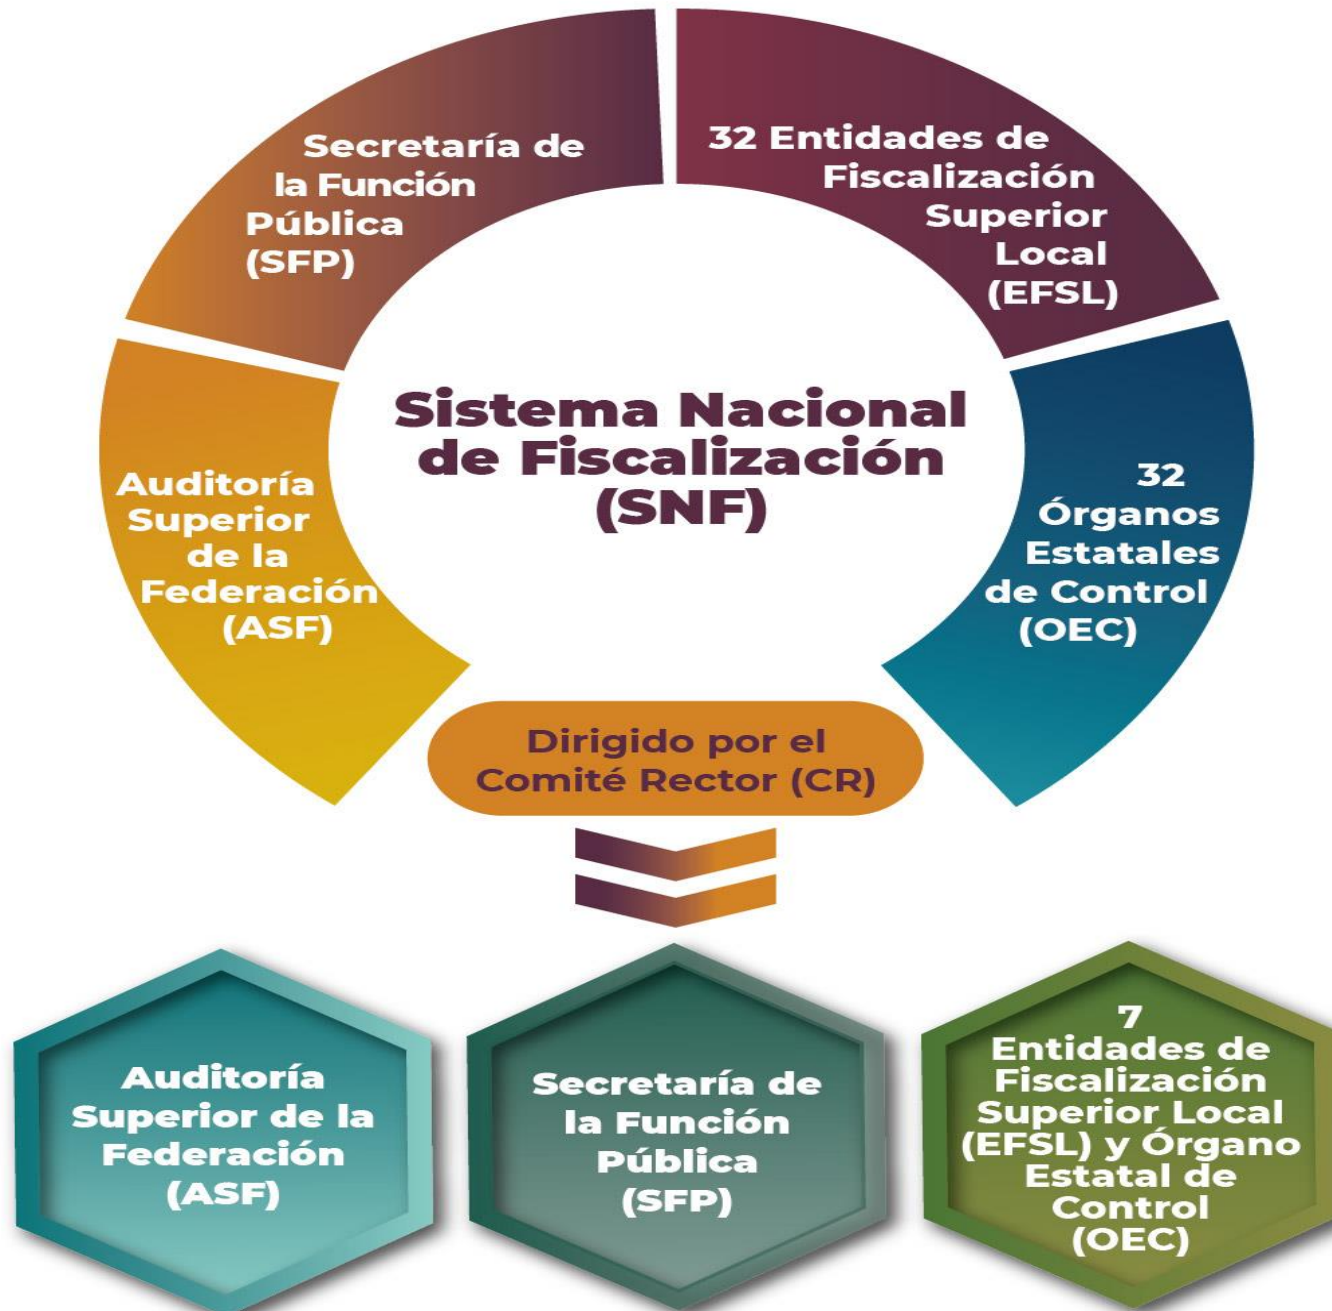 Secretaría de
la Función
Pública
(SFP)
32 Entidades de
Fiscalización
Superior
Local
(EFSL)
Auditoría
Superior
de la
Federación
(ASF)
Sistema Nacional
de Fiscalización
(SNF)
32
Órganos
Estatales
de Control
(OEC)
Dirigido por el
Comité Rector (CR)
Auditoría
Superior de la
Federación
(ASF)
Secretaría de
la Función
Pública
(SFP)
7
Entidades de
Fiscalización
Superior Local
(EFSL) y Órgano
Estatal de
Control
(OEC)